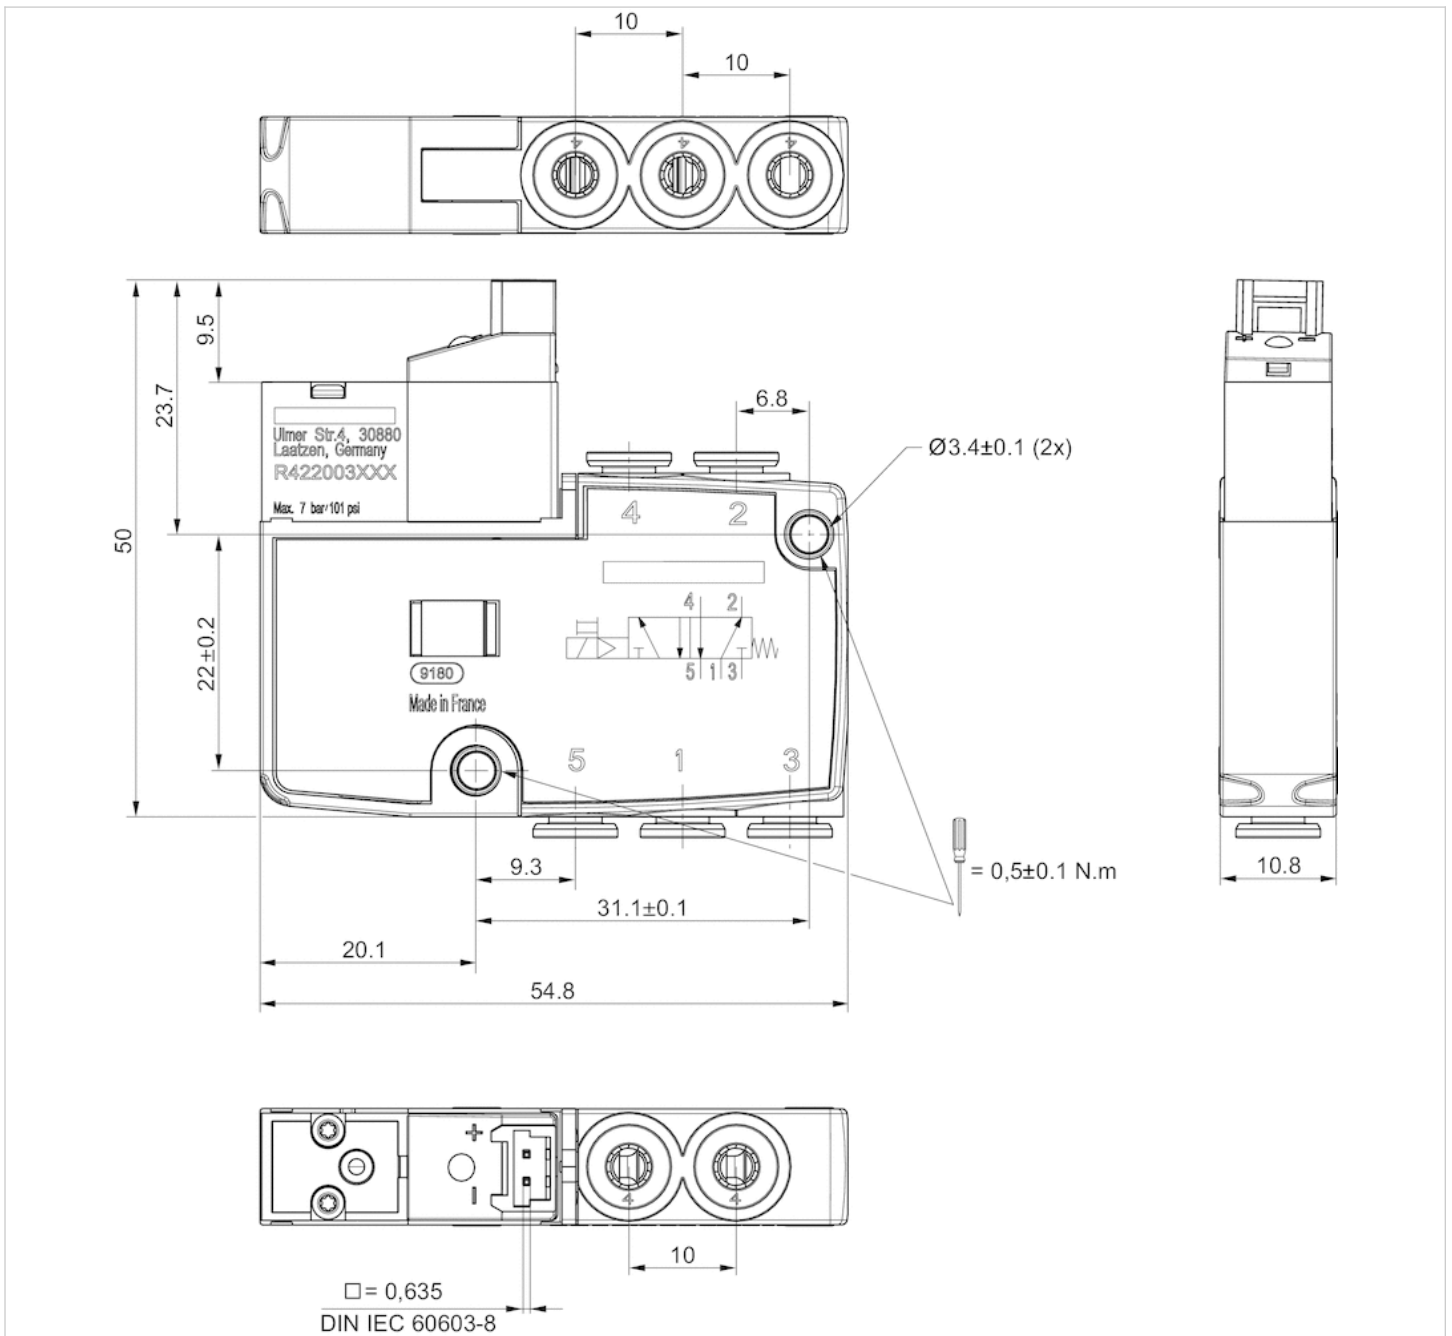 10
10
4
4
4
9.5
23.7
50
22±0.2
Ulmer Str.4, 30880
Laatzen, Germany
R422003XXX
Max. 7 bar/101 psi
6.8
Ø3.4±0.1 (2x)
4 2
4 2
5 1 3
9180
Made in France
5 1 3
= 0,5±0.1 N.m
10.8
9.3
31.1±0.1
20.1
54.8
+
−
4
4
10
□ = 0,635
DIN IEC 60603-8